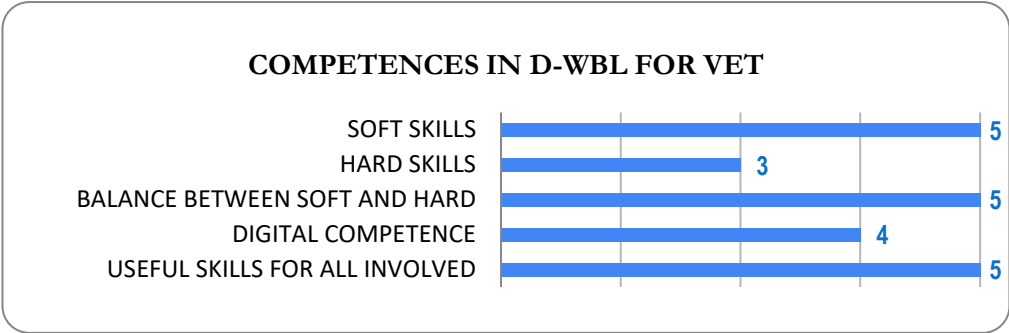 COMPETENCES IN D-WBL FOR VET
SOFT SKILLS 5
HARD SKILLS 3
BALANCE BETWEEN SOFT AND HARD 5
DIGITAL COMPETENCE 4
USEFUL SKILLS FOR ALL INVOLVED 5